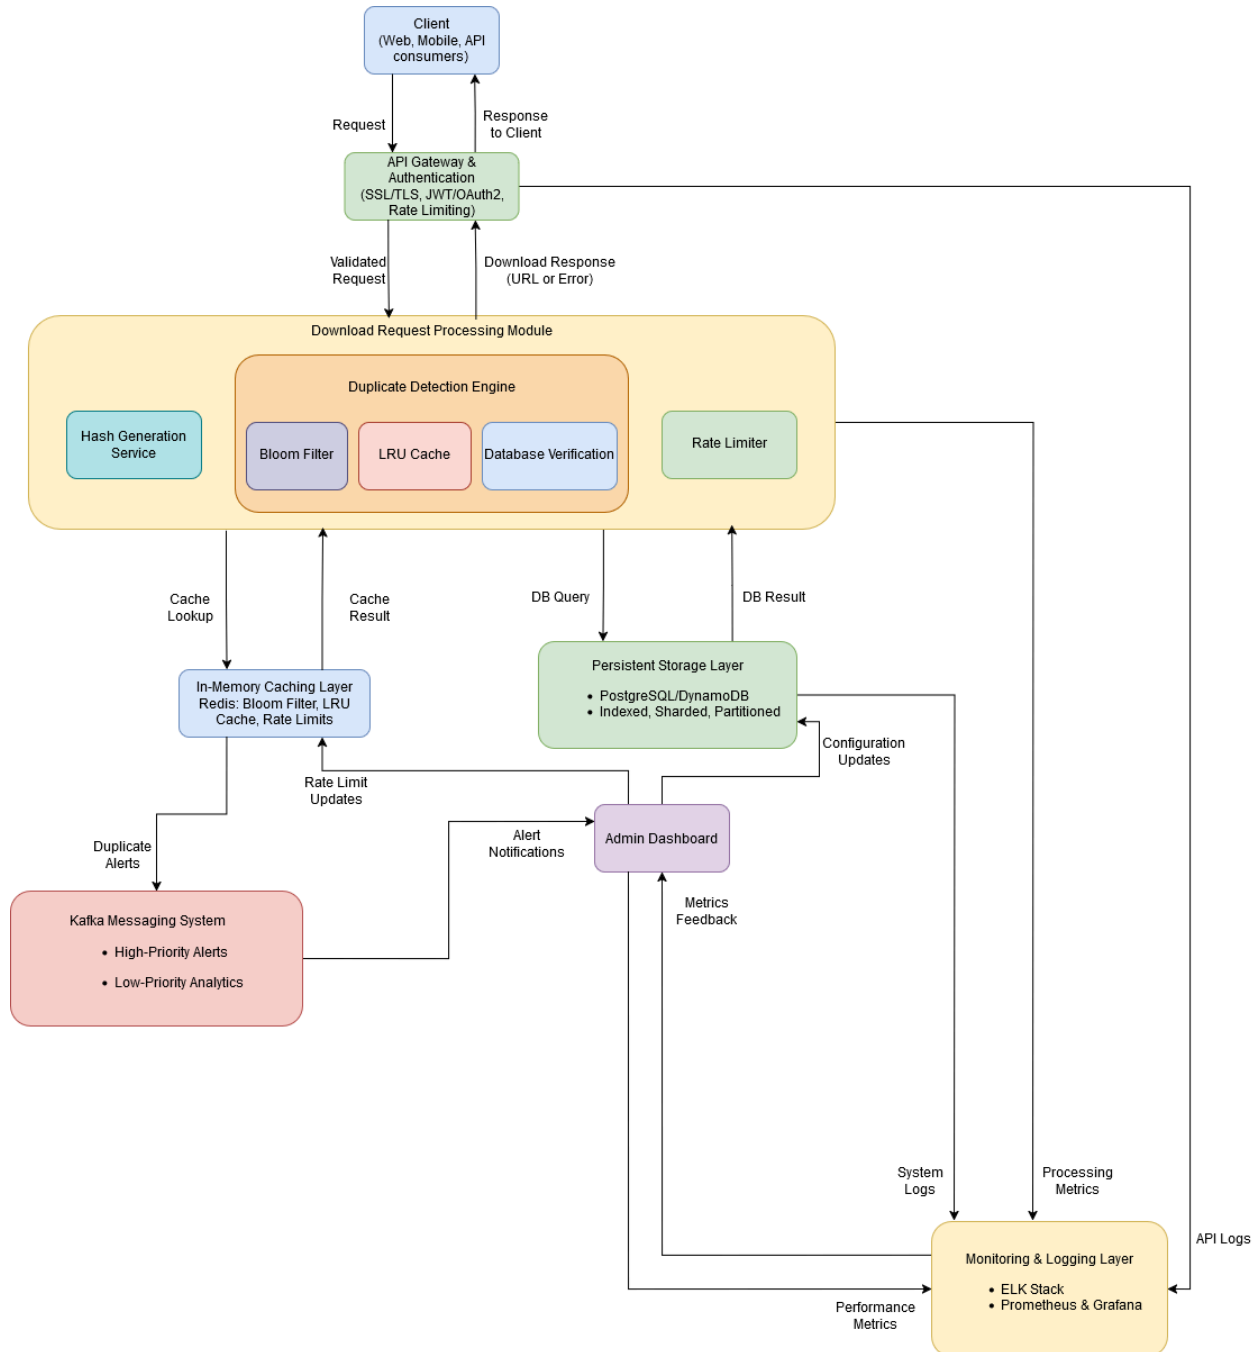 Client
(Web, Mobile, API
consumers)
Request
Response
to Client
API Gateway &
Authentication
(SSL/TLS, JWT/OAuth2,
Rate Limiting)
Validated
Request
Download Response
(URL or Error)
Download Request Processing Module
Duplicate Detection Engine
Hash Generation
Service
Bloom Filter
LRU Cache
Database Verification
Rate Limiter
Cache
Lookup
Cache
Result
DB Query
DB Result
In-Memory Caching Layer
Redis: Bloom Filter, LRU
Cache, Rate Limits
Persistent Storage Layer
• PostgreSQL/DynamoDB
• Indexed, Sharded, Partitioned
Configuration
Updates
Rate Limit
Updates
Duplicate
Alerts
Alert
Notifications
Admin Dashboard
Metrics
Feedback
Kafka Messaging System
• High-Priority Alerts
• Low-Priority Analytics
System
Logs
Processing
Metrics
API Logs
Monitoring & Logging Layer
• ELK Stack
• Prometheus & Grafana
Performance
Metrics